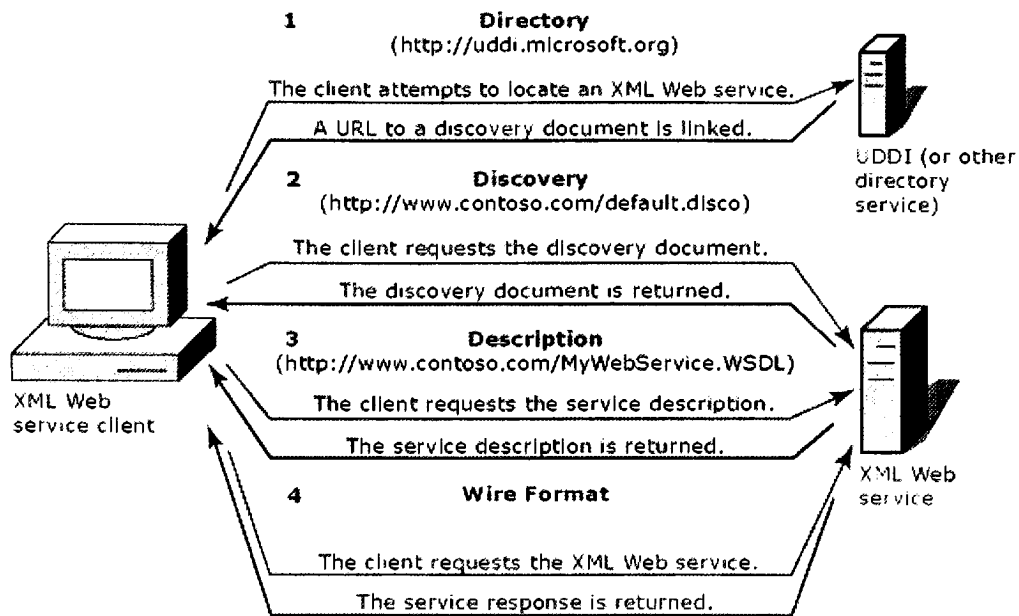 1 Directory
(http://uddi.microsoft.org)
The client attempts to locate an XML Web service.
A URL to a discovery document is linked.
UDDI (or other
directory
service)
2 Discovery
(http://www.contoso.com/default.disco)
The client requests the discovery document.
The discovery document is returned.
3 Description
(http://www.contoso.com/MyWebService.WSDL)
The client requests the service description.
The service description is returned.
XML Web
service client
4 Wire Format
XML Web
service
The client requests the XML Web service.
The service response is returned.